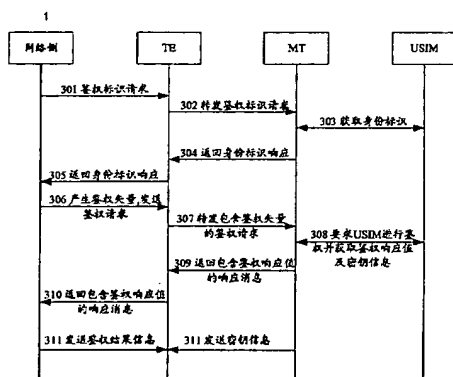 1
网络侧
TE
MT
USIM
301 鉴权标识请求
302 转发鉴权标识请求
303 获取身份标识
304 返回身份标识响应
305 返回身份标识响应
306 产生鉴权矢量,发送
鉴权请求
307 转发包含鉴权矢量
的鉴权请求
308 要求USIM进行鉴
权并获取鉴权响应值
及密钥信息
309 返回包含鉴权响应值
的响应消息
310 返回包含鉴权响应值
的响应消息
311 发送鉴权结果信息
311 发送密钥信息